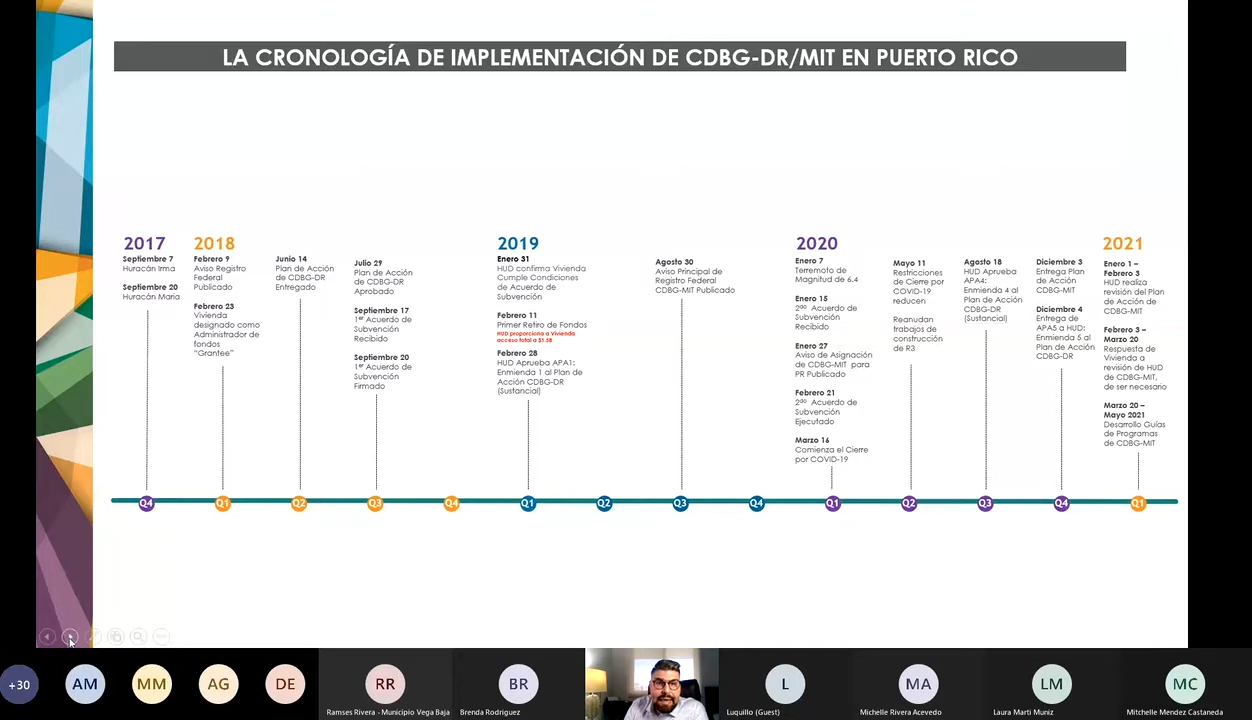 LA CRONOLOGÍA DE IMPLEMENTACIÓN DE CDBG-DR/MIT EN PUERTO RICO
2017
Septiembre 7
Huracán Irma
Septiembre 20
Huracán Maria
2018
Febrero 9
Aviso Registro
Federal
Publicado
Febrero 23
Vivienda
designado como
Administrador de
fondos
"Grantee"
Junio 14
Plan de Acción
de CDBG-DR
Entregado
Julio 29
Plan de Acción
de CDBG-DR
Aprobado
Septiembre 17
1er Acuerdo de
Subvención
Recibido
Septiembre 20
1er Acuerdo de
Subvención
Firmado
2019
Enero 31
HUD confirma Vivienda
Cumple Condiciones
de Acuerdo de
Subvención
Febrero 11
Primer Retiro de Fondos
HUD proporciona a Vivienda
acceso total a $1.5B
Febrero 28
HUD Aprueba APA1:
Enmienda 1 al Plan de
Acción CDBG-DR
(Sustancial)
Agosto 30
Aviso Principal de
Registro Federal
CDBG-MIT Publicado
2020
Enero 7
Terremoto de
Magnitud de 6.4
Enero 15
2do Acuerdo de
Subvención
Recibido
Enero 27
Aviso de Asignación
de CDBG-MIT para
PR Publicado
Febrero 21
2do Acuerdo de
Subvención
Ejecutado
Marzo 16
Comienza el Cierre
por COVID-19
Mayo 11
Restricciones
de Cierre por
COVID-19
reducen
Reanudan
trabajos de
construcción
de R3
Agosto 18
HUD Aprueba
APA4:
Enmienda 4 al
Plan de Acción
CDBG-DR
(Sustancial)
Diciembre 3
Entrega Plan
de Acción
CDBG-MIT
Diciembre 4
Entrega de
APA5 a HUD:
Enmienda 5 al
Plan de Acción
CDBG-DR
2021
Enero 1 –
Febrero 3
HUD realiza
revisión del Plan
de Acción de
CDBG-MIT
Febrero 3 –
Marzo 20
Respuesta de
Vivienda a
revisión de HUD
de CDBG-MIT,
de ser necesario
Marzo 20 –
Mayo 2021
Desarrollo Guías
de Programas
de CDBG-MIT
Q4 Q1 Q2 Q3 Q4 Q1 Q2 Q3 Q4 Q1 Q2 Q3 Q4 Q1
+30 AM MM AG DE RR BR L MA LM MC
Ramses Rivera - Municipio Vega Baja
Brenda Rodriguez
Luquillo (Guest)
Michelle Rivera Acevedo
Laura Marti Muniz
Mitchelle Mendez Castaneda